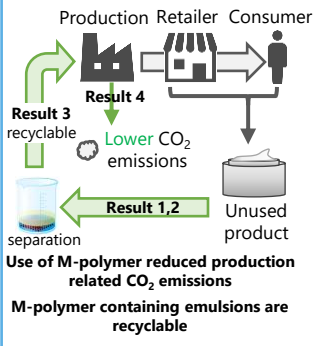 Production Retailer Consumer
Result 4
Result 3
recyclable
Lower CO₂
emissions
Result 1,2
Unused
product
separation
Use of M-polymer reduced production
related CO₂ emissions
M-polymer containing emulsions are
recyclable